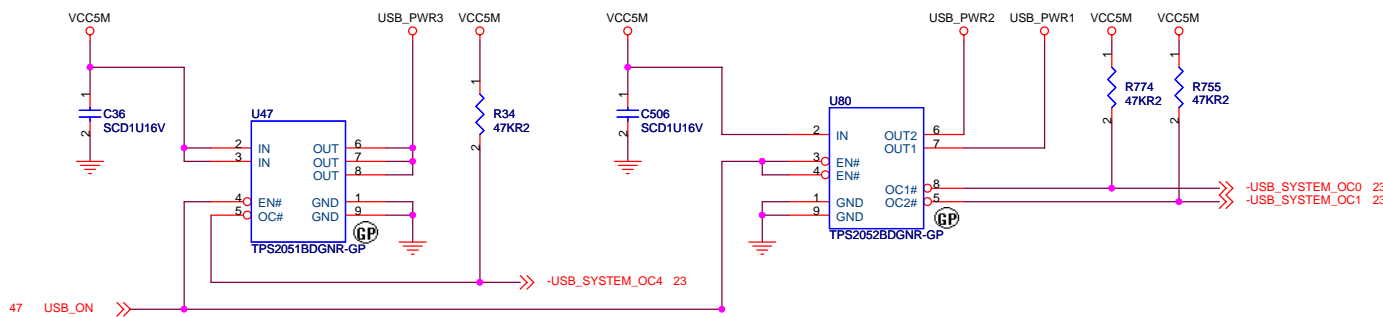 VCC5M
USB_PWR3
VCC5M
VCC5M
USB_PWR2
USB_PWR1
VCC5M
VCC5M
1
C36
SCD1U16V
2
U47
2 IN
3 IN
OUT 6
OUT 7
OUT 8
4 EN#
5 OC#
GND 1
GND 9
GP
TPS2051BDGNR-GP
1
R34
47KR2
2
1
C506
SCD1U16V
2
U80
2 IN
OUT2 6
OUT1 7
3 EN#
4 EN#
OC1# 8
OC2# 5
1 GND
9 GND
GP
TPS2052BDGNR-GP
1
R774
47KR2
2
1
R755
47KR2
2
-USB_SYSTEM_OC0 23
-USB_SYSTEM_OC1 23
-USB_SYSTEM_OC4 23
47 USB_ON